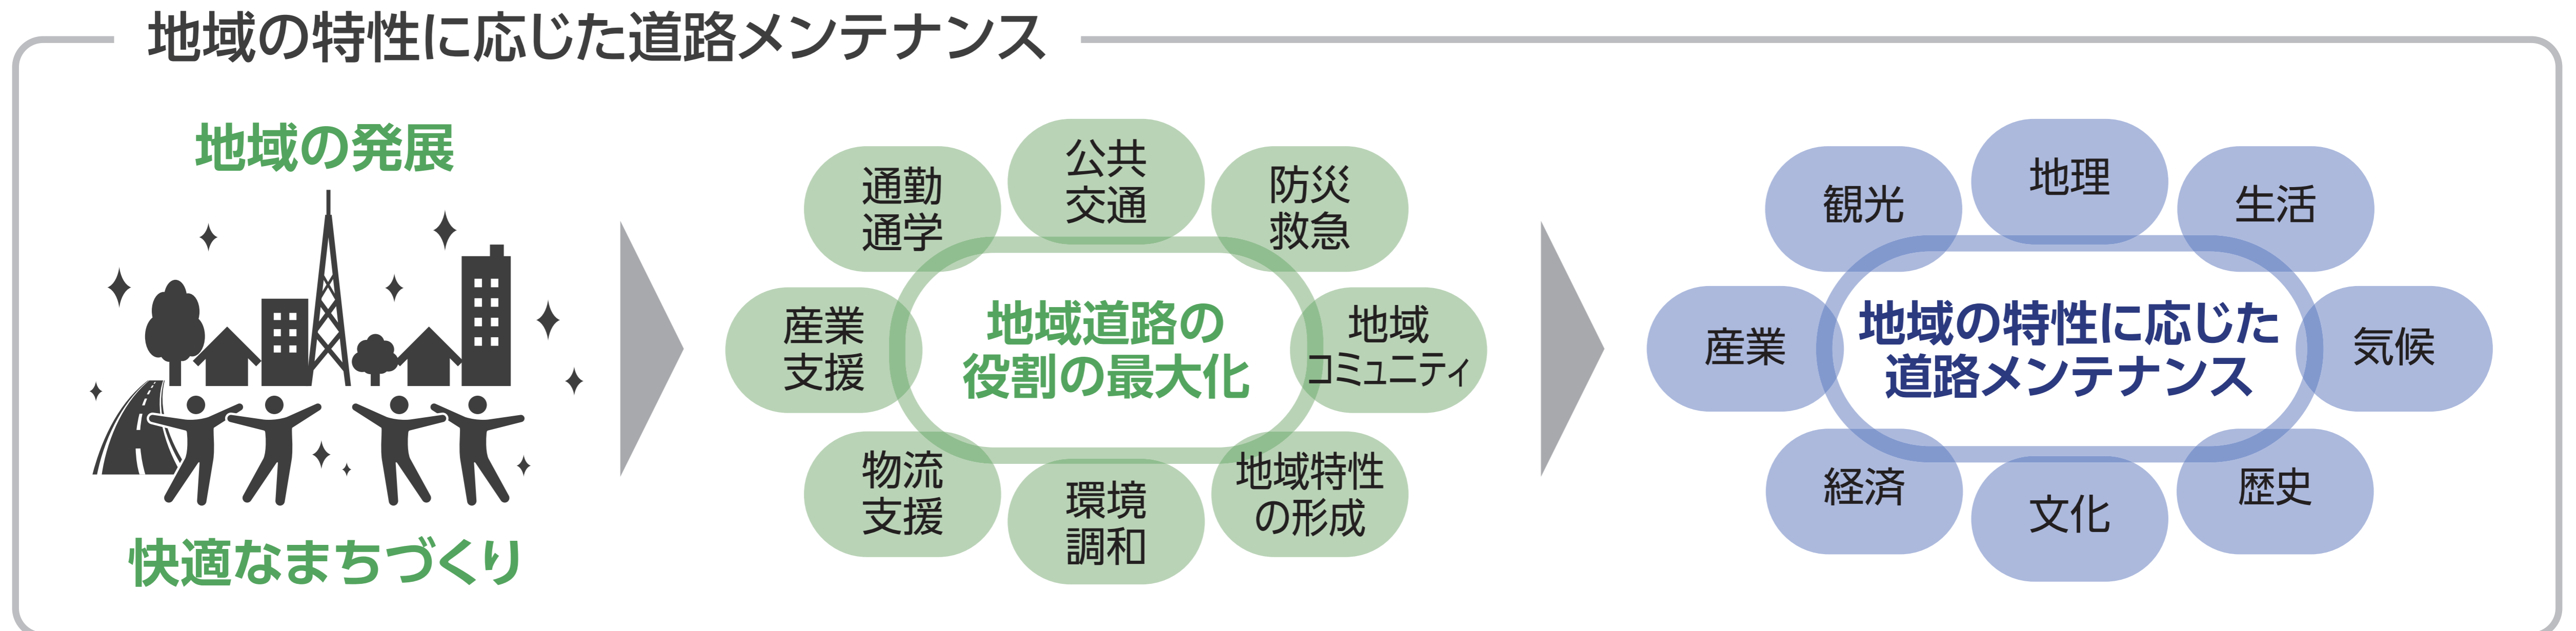 地域の特性に応じた道路メンテナンス
地域の発展
快適なまちづくり
公共
交通
通勤
通学
防災
救急
産業
支援
地域道路の
役割の最大化
地域
コミュニティ
物流
支援
環境
調和
地域特性
の形成
地理
観光
生活
産業
地域の特性に応じた
道路メンテナンス
気候
経済
文化
歴史